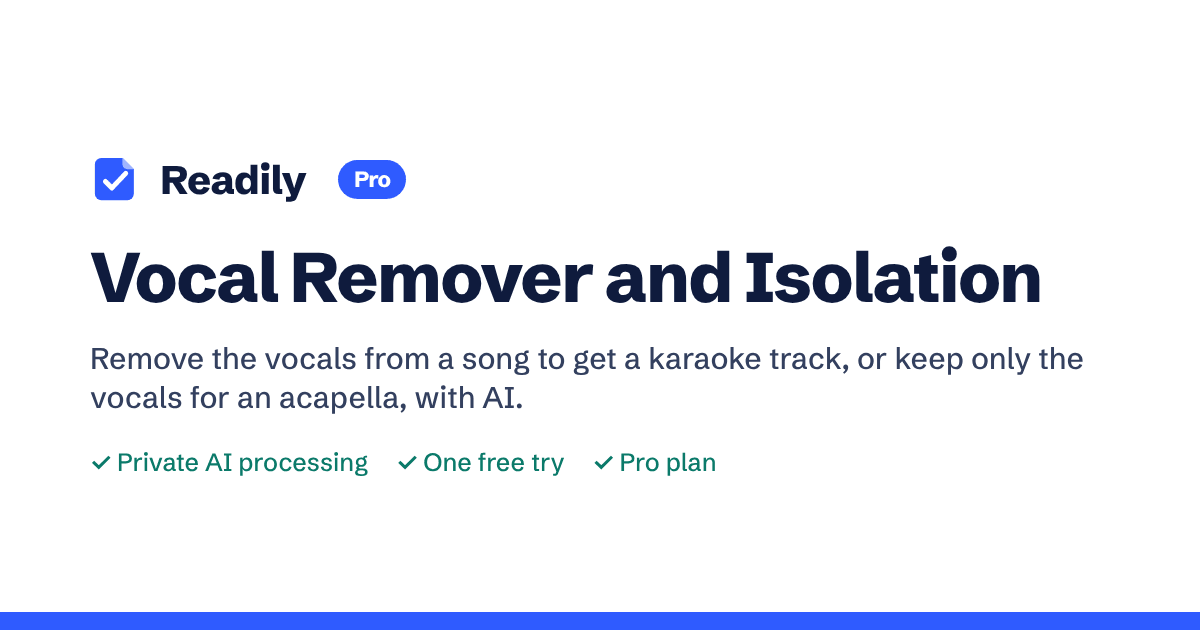 Readily Pro
Vocal Remover and Isolation
Remove the vocals from a song to get a karaoke track, or keep only the
vocals for an acapella, with AI.
✓ Private AI processing ✓ One free try ✓ Pro plan